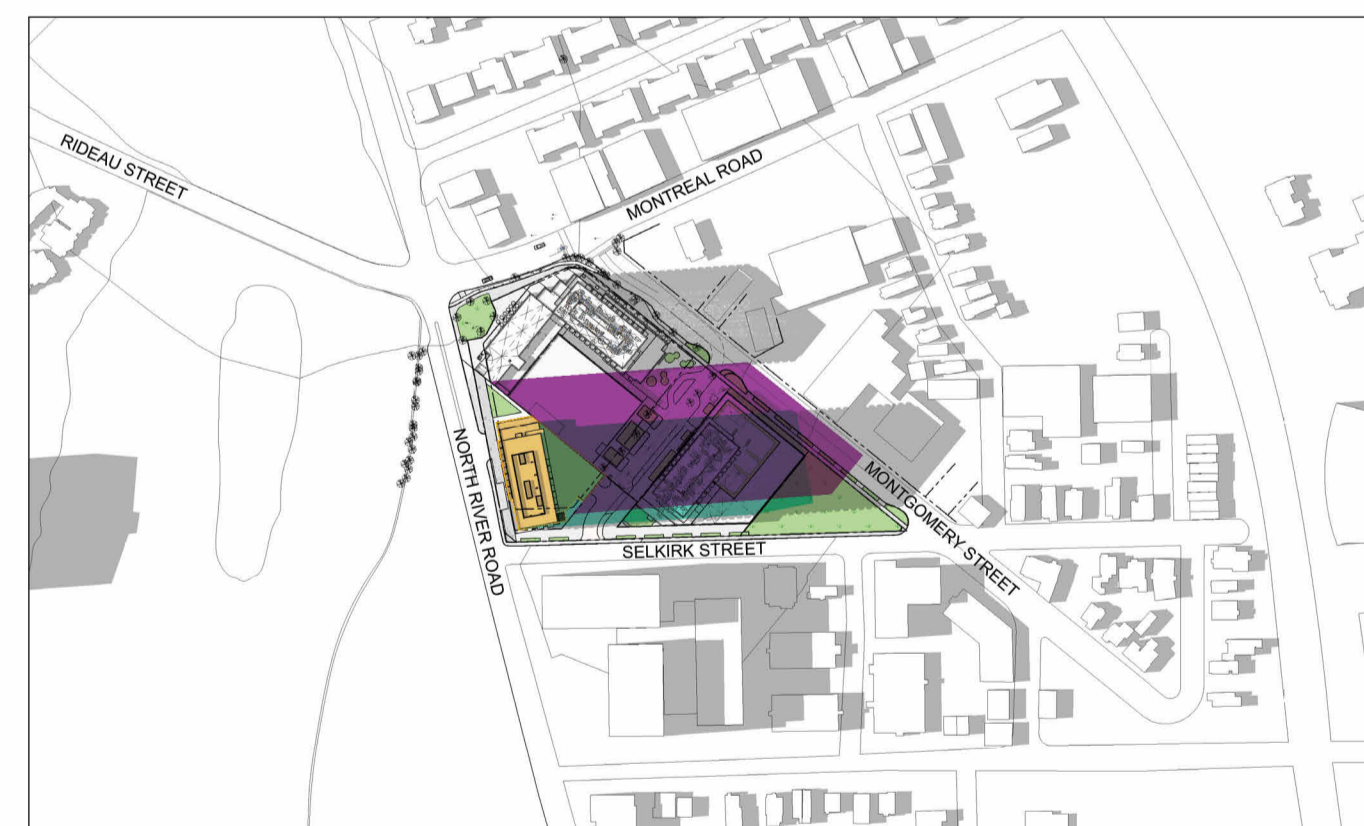 RIDEAU STREET
MONTREAL ROAD
NORTH RIVER ROAD
MONTGOMERY STREET
SELKIRK STREET